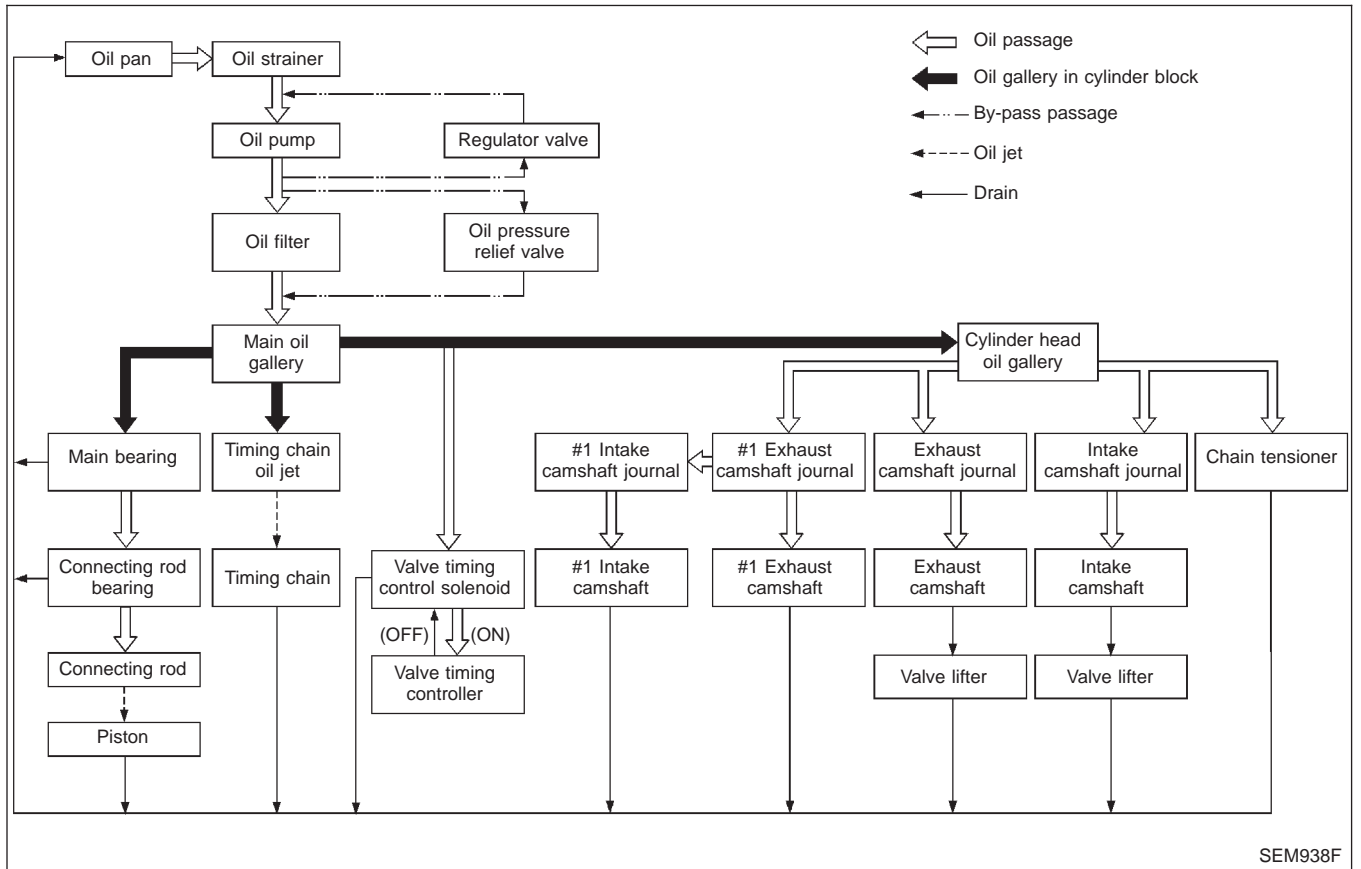 Oil pan
Oil strainer
Oil passage
Oil gallery in cylinder block
By-pass passage
Oil jet
Drain
Oil pump
Regulator valve
Oil filter
Oil pressure
relief valve
Main oil
gallery
Cylinder head
oil gallery
Main bearing
Timing chain
oil jet
#1 Intake
camshaft journal
#1 Exhaust
camshaft journal
Exhaust
camshaft journal
Intake
camshaft journal
Chain tensioner
Connecting rod
bearing
Timing chain
Valve timing
control solenoid
#1 Intake
camshaft
#1 Exhaust
camshaft
Exhaust
camshaft
Intake
camshaft
(OFF)
(ON)
Connecting rod
Valve timing
controller
Valve lifter
Valve lifter
Piston
SEM938F